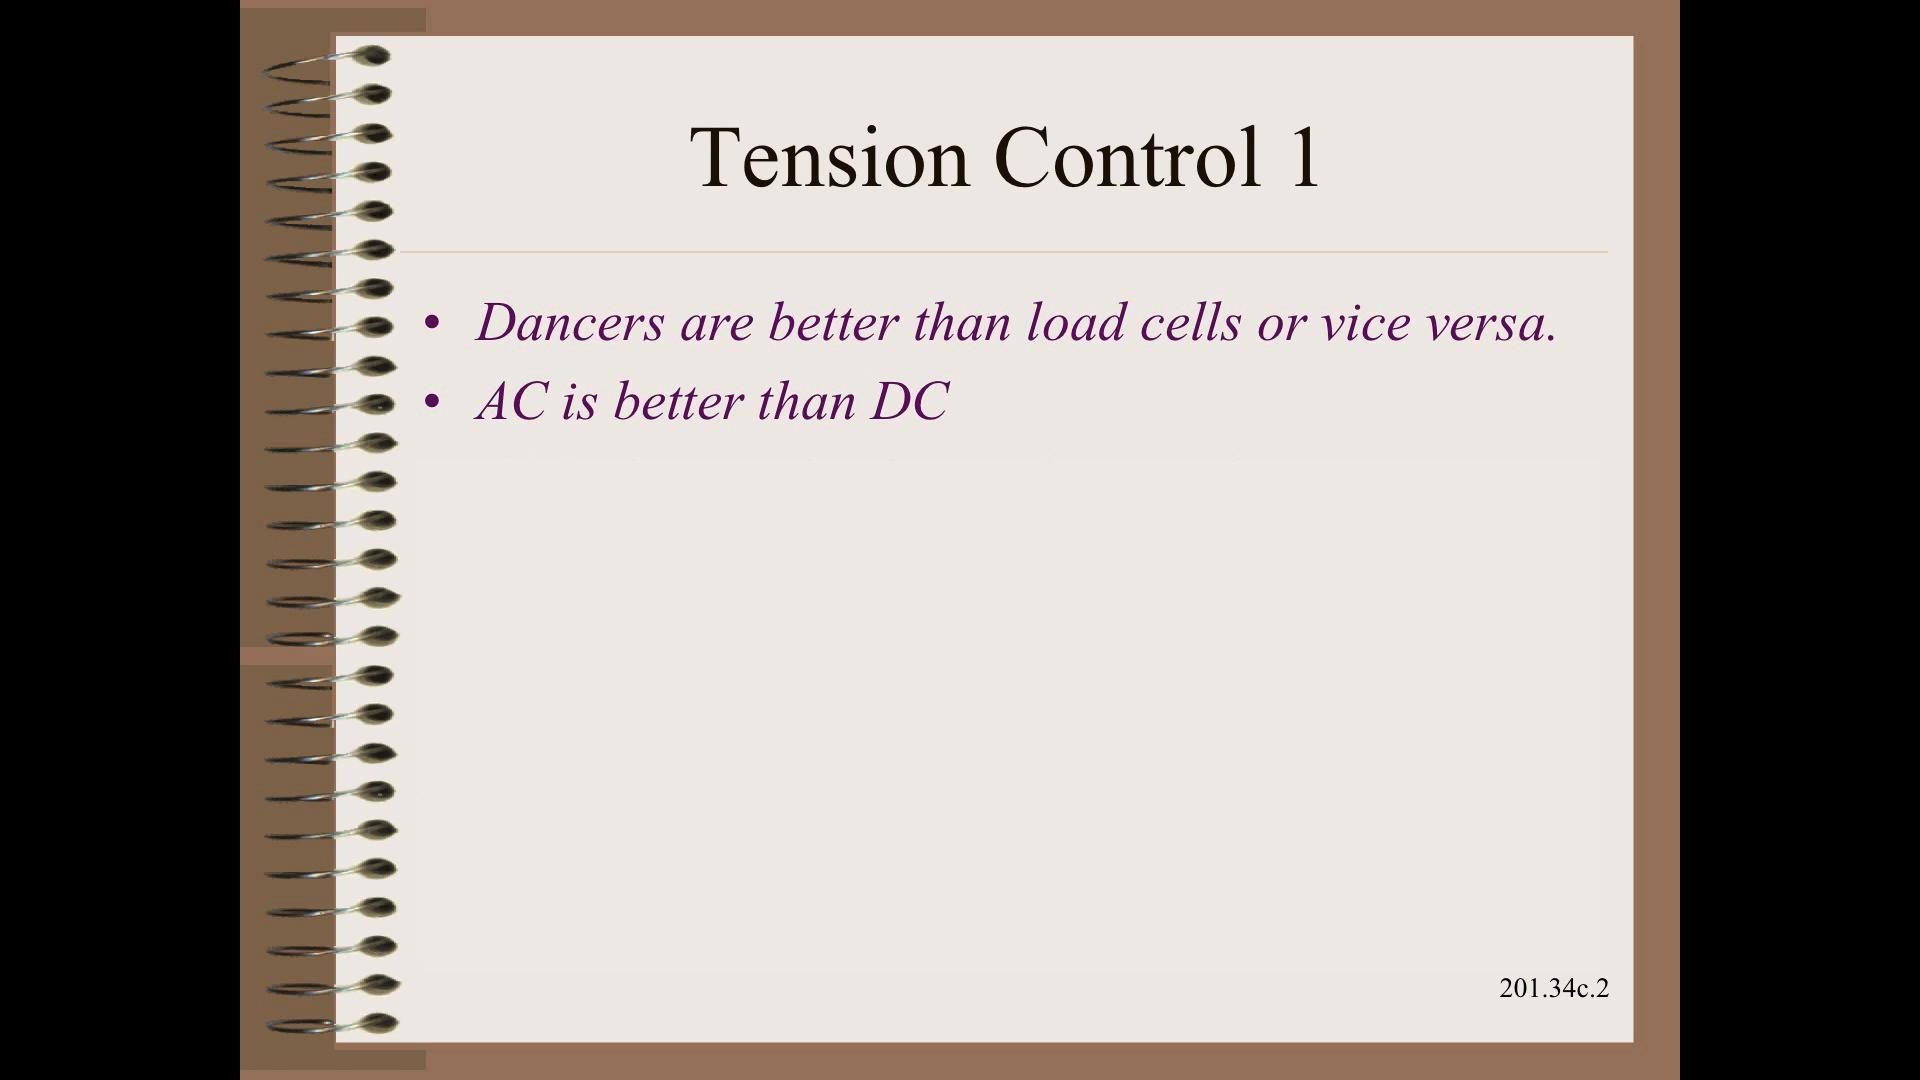 Tension Control 1
• Dancers are better than load cells or vice versa.
• AC is better than DC
201.34c.2